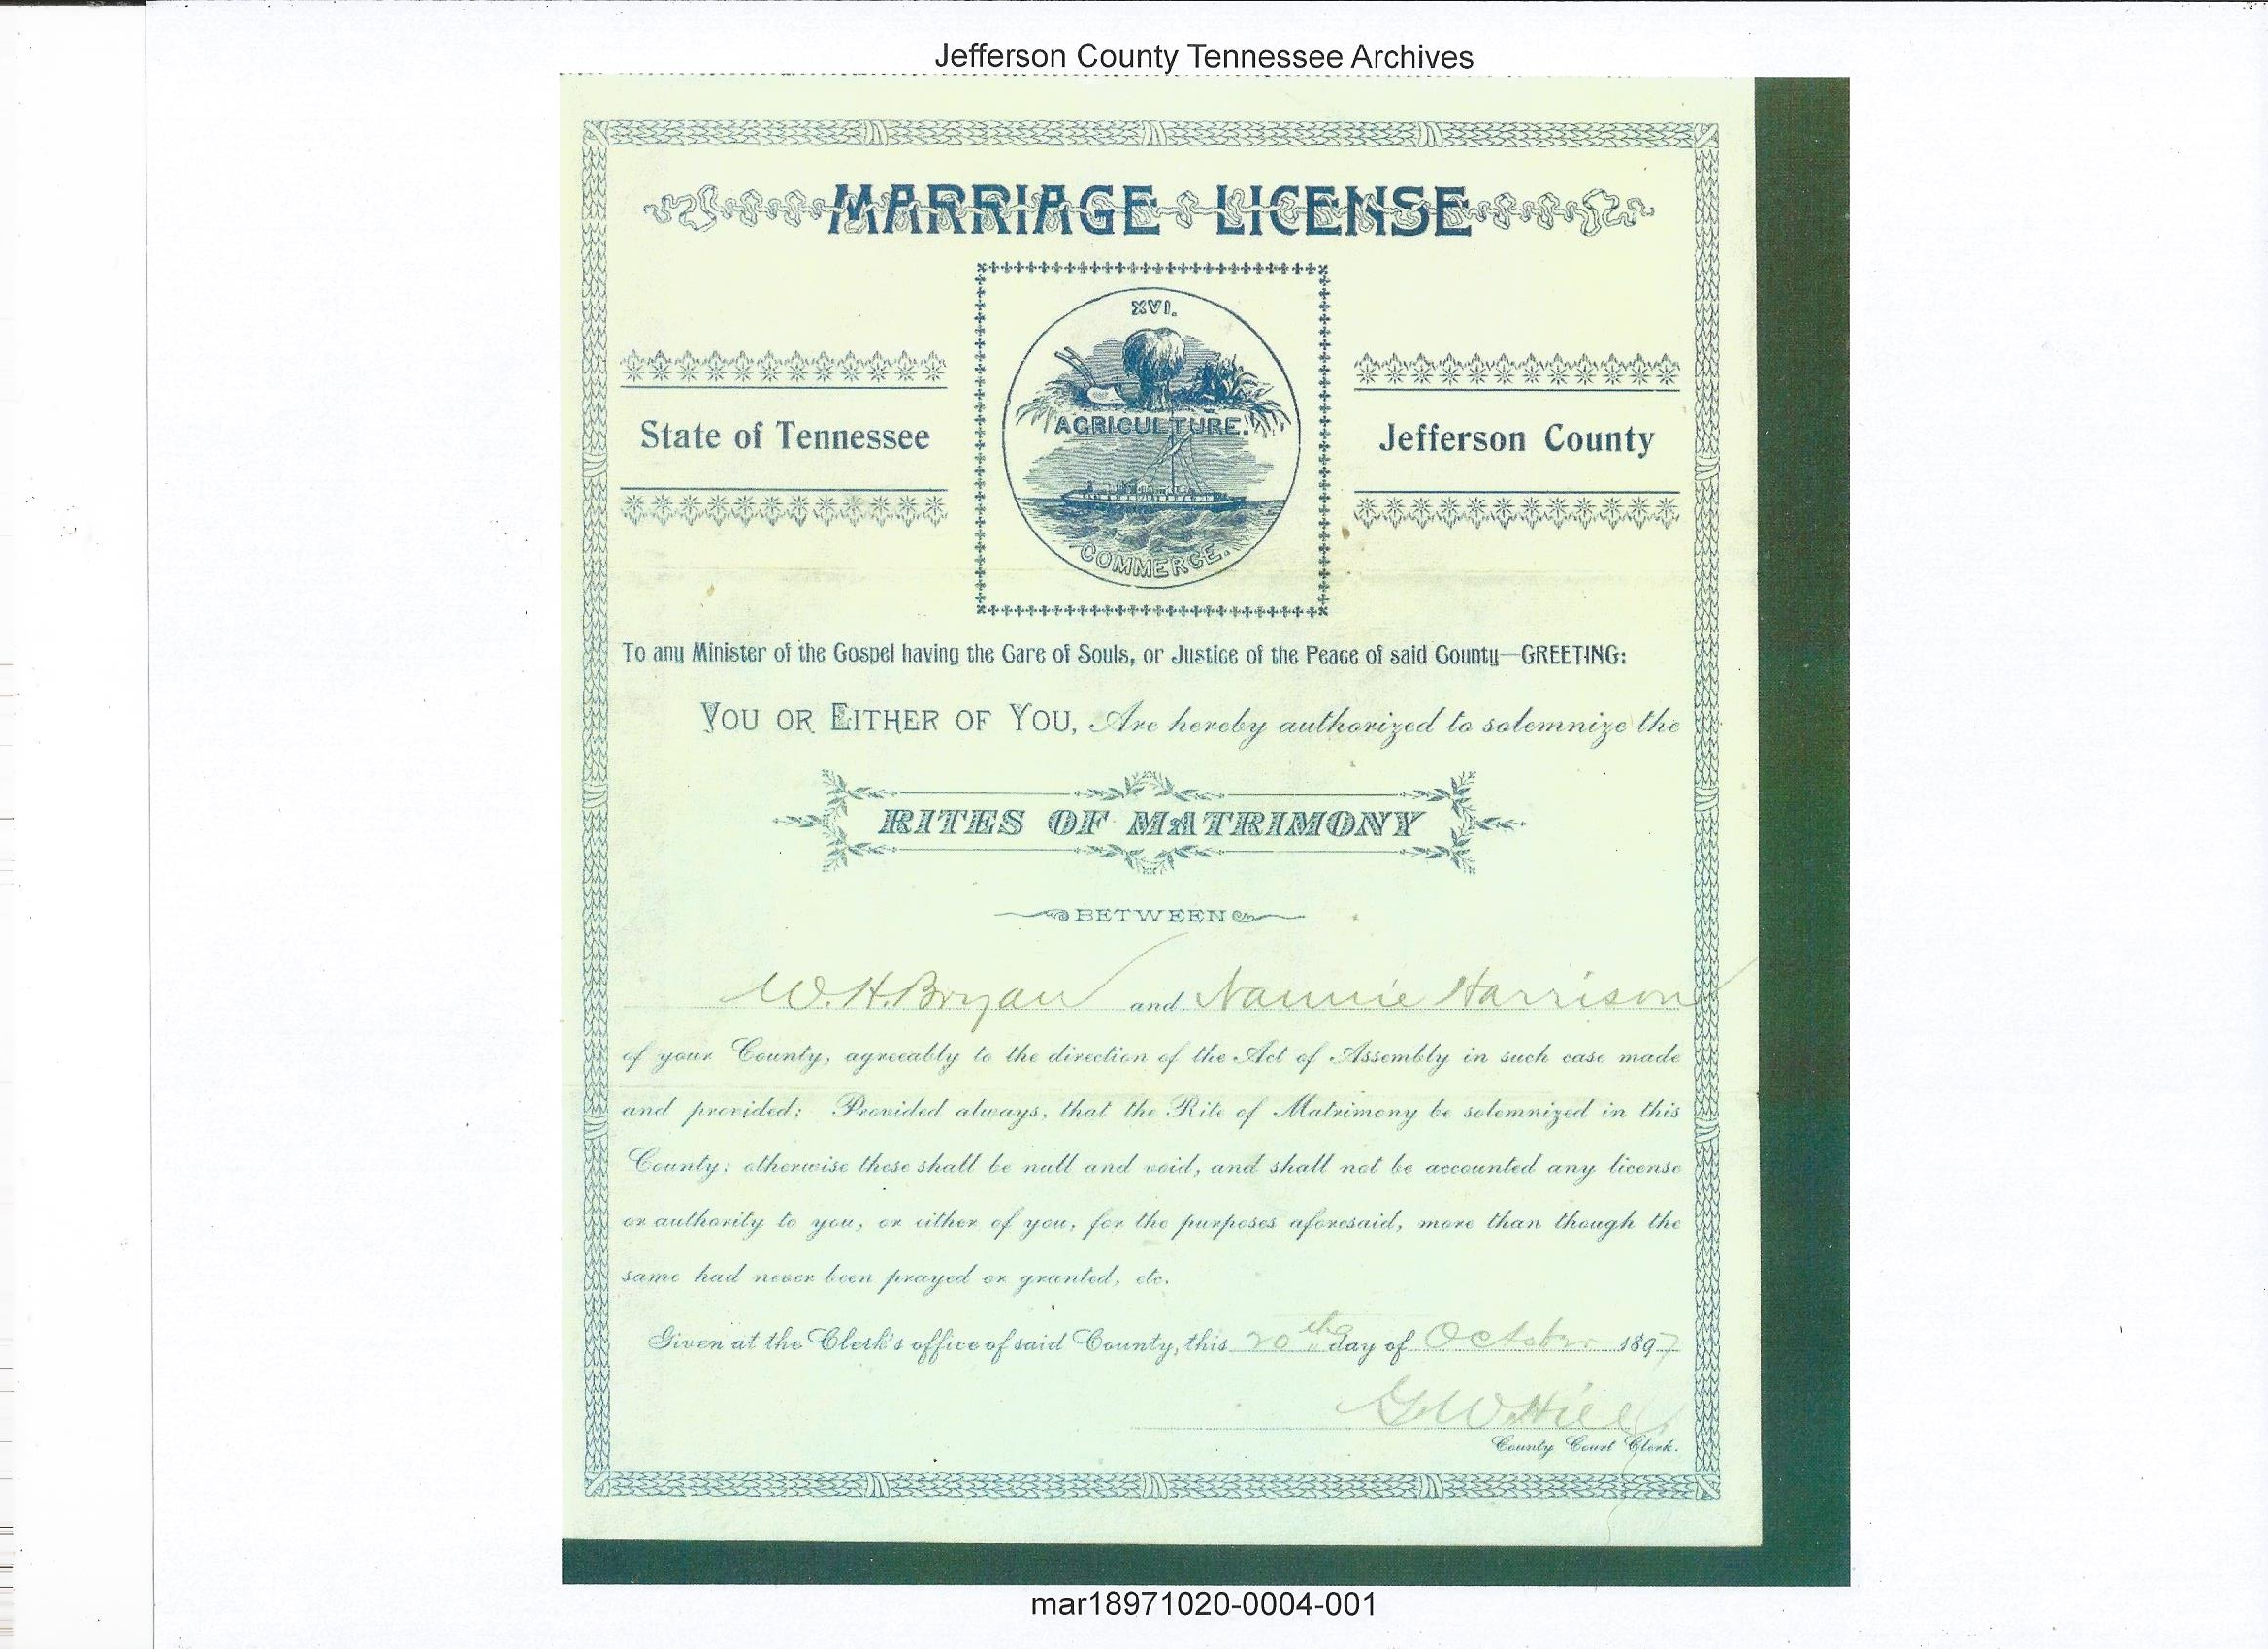 Jefferson County Tennessee Archives
MARRIAGE LICENSE
XVI.
AGRICULTURE.
State of Tennessee
Jefferson County
COMMERCE.
To any Minister of the Gospel having the Care of Souls, or Justice of the Peace of said County—GREETING:
YOU OR EITHER OF YOU, Are hereby authorized to solemnize the
RITES OF MATRIMONY
BETWEEN
W. H. Bryan and Nannie Harrison
of your County, agreeably to the direction of the Act of Assembly in such case made
and provided; Provided always, that the Rite of Matrimony be solemnized in this
County; otherwise these shall be null and void, and shall not be accounted any license
or authority to you, or either of you, for the purposes aforesaid, more than though the
same had never been prayed or granted, etc.
Given at the Clerk's office of said County, this 20th day of October 1897
G. W. Hill
County Court Clerk.
mar18971020-0004-001